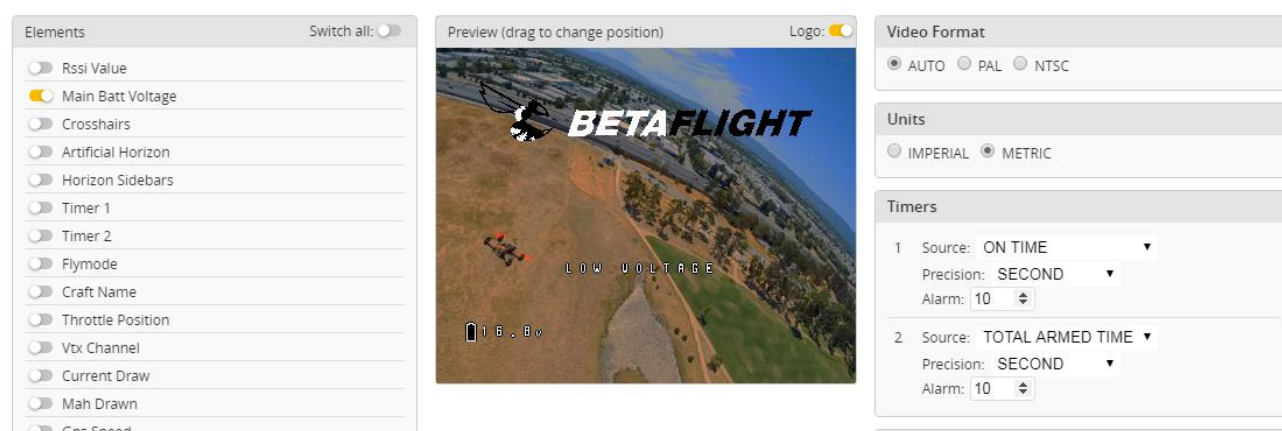 Elements
Switch all:
Rssi Value
Main Batt Voltage
Crosshairs
Artificial Horizon
Horizon Sidebars
Timer 1
Timer 2
Flymode
Craft Name
Throttle Position
Vtx Channel
Current Draw
Mah Drawn
Gps Speed
Preview (drag to change position)
Logo:
BETAFLIGHT
LOW VOLTAGE
16.8v
Video Format
AUTO PAL NTSC
Units
IMPERIAL METRIC
Timers
1 Source: ON TIME
Precision: SECOND
Alarm: 10
2 Source: TOTAL ARMED TIME
Precision: SECOND
Alarm: 10